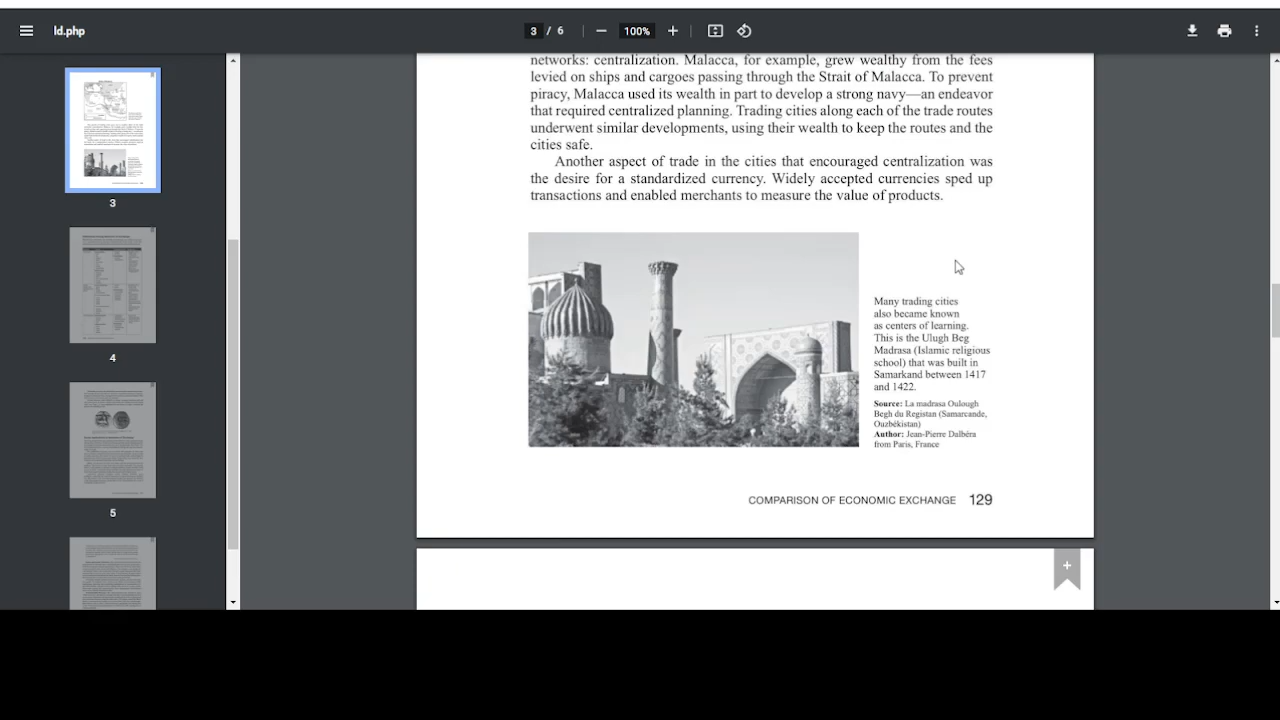 ld.php
3 / 6
100%
networks: centralization. Malacca, for example, grew wealthy from the fees
levied on ships and cargoes passing through the Strait of Malacca. To prevent
piracy, Malacca used its wealth in part to develop a strong navy—an endeavor
that required centralized planning. Trading cities along each of the trade routes
underwent similar developments, using their wealth to keep the routes and the
cities safe.
Another aspect of trade in the cities that encouraged centralization was
the desire for a standardized currency. Widely accepted currencies sped up
transactions and enabled merchants to measure the value of products.
Many trading cities
also became known
as centers of learning.
This is the Ulugh Beg
Madrasa (Islamic religious
school) that was built in
Samarkand between 1417
and 1422.
Source: La madrasa Oulough
Begh du Registan (Samarcande,
Ouzbékistan)
Author: Jean-Pierre Dalbéra
from Paris, France
COMPARISON OF ECONOMIC EXCHANGE 129
3
4
5